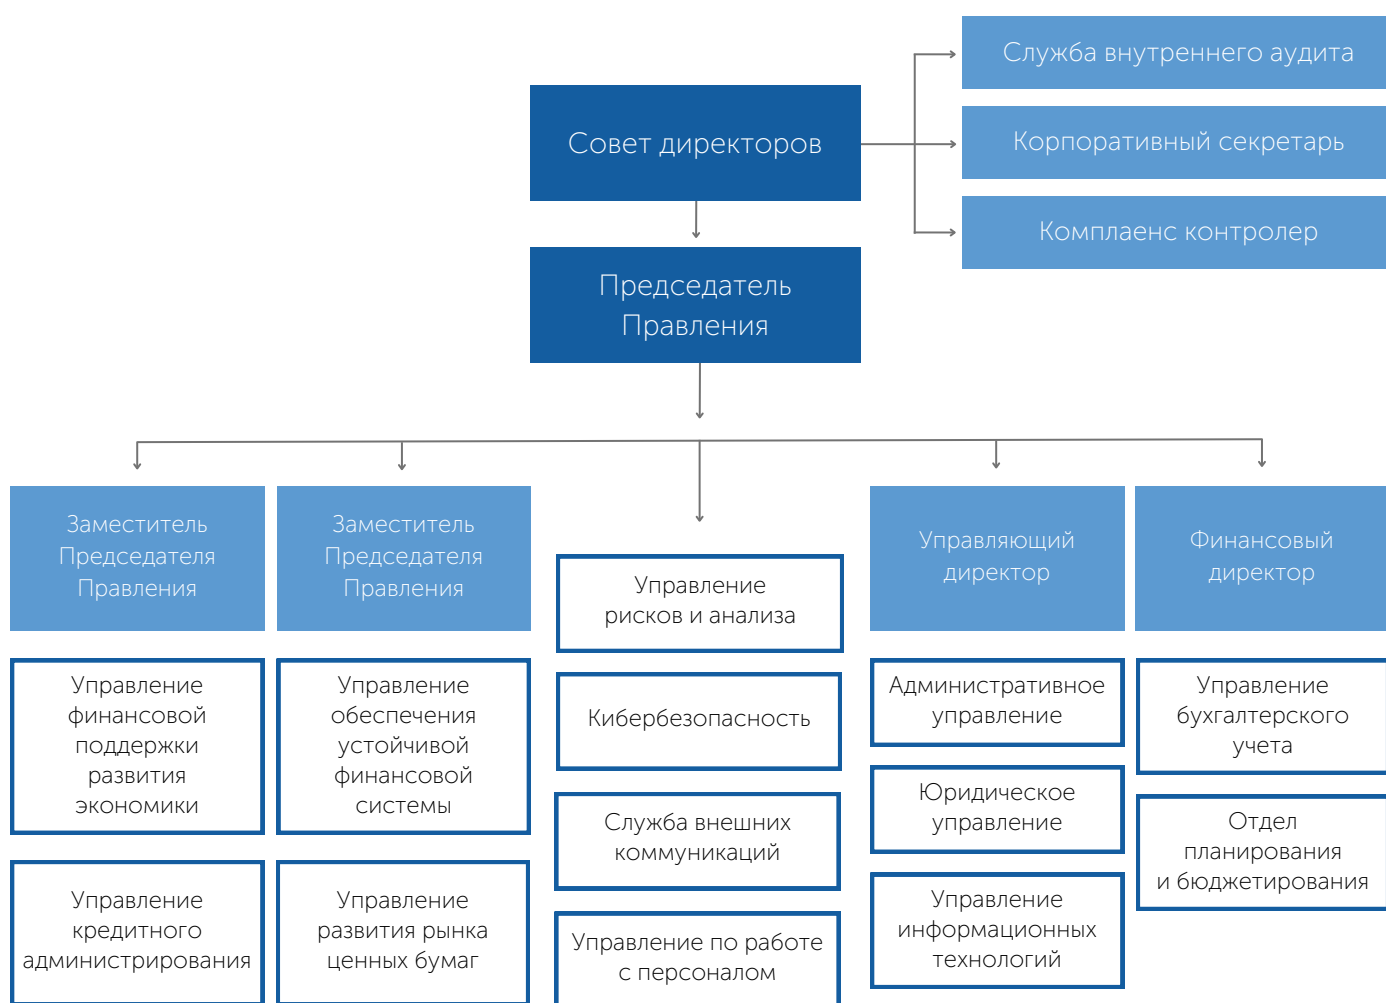 Служба внутреннего аудита
Совет директоров
Корпоративный секретарь
Комплаенс контролер
Председатель
Правления
Заместитель
Председателя
Правления
Управление
финансовой
поддержки
развития
экономики
Управление
кредитного
администрирования
Заместитель
Председателя
Правления
Управление
обеспечения
устойчивой
финансовой
системы
Управление
развития рынка
ценных бумаг
Управление
рисков и анализа
Кибербезопасность
Служба внешних
коммуникаций
Управление по работе
с персоналом
Управляющий
директор
Административное
управление
Юридическое
управление
Управление
информационных
технологий
Финансовый
директор
Управление
бухгалтерского
учета
Отдел
планирования
и бюджетирования